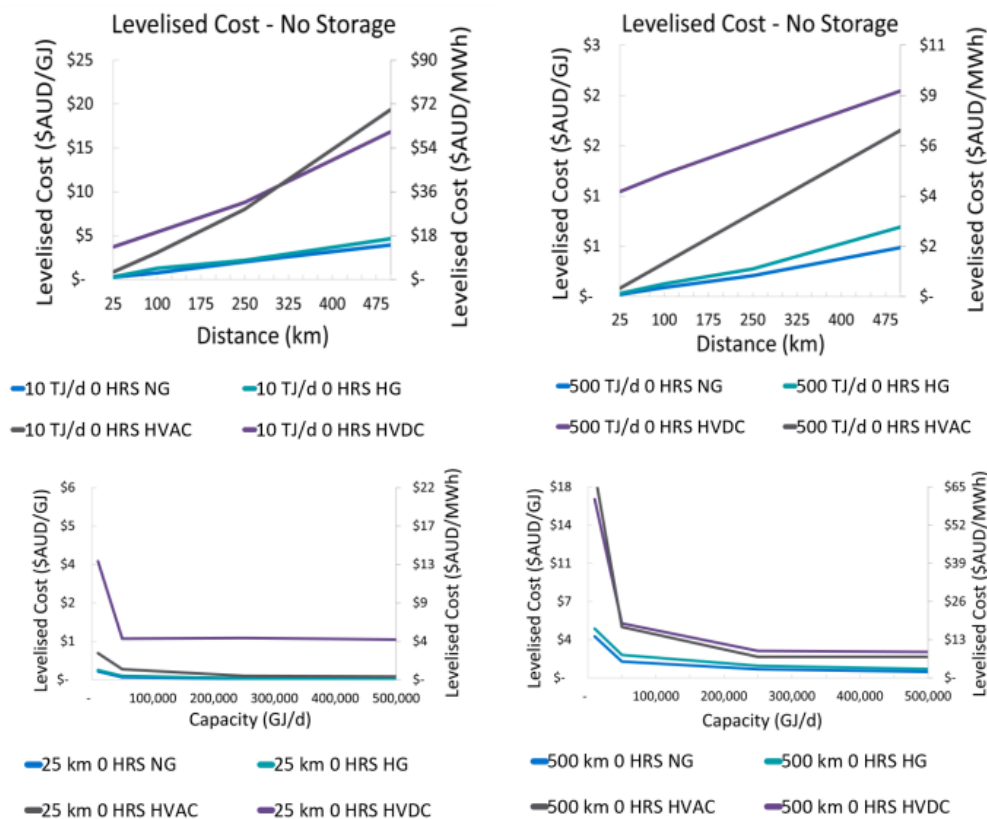 Levelised Cost - No Storage
Levelised Cost ($AUD/GJ)
$25
$20
$15
$10
$5
$-
$90
$72
$54
$36
$18
$-
Levelised Cost ($AUD/MWh)
25 100 175 250 325 400 475
Distance (km)
10 TJ/d 0 HRS NG
10 TJ/d 0 HRS HG
10 TJ/d 0 HRS HVAC
10 TJ/d 0 HRS HVDC
Levelised Cost - No Storage
Levelised Cost ($AUD/GJ)
$3
$2
$2
$1
$1
$-
$11
$9
$6
$4
$2
$-
Levelised Cost ($AUD/MWh)
25 100 175 250 325 400 475
Distance (km)
500 TJ/d 0 HRS NG
500 TJ/d 0 HRS HG
500 TJ/d 0 HRS HVDC
500 TJ/d 0 HRS HVAC
Levelised Cost ($AUD/GJ)
$6
$5
$4
$2
$1
$-
$22
$17
$13
$9
$4
$-
Levelised Cost ($AUD/MWh)
- 100,000 200,000 300,000 400,000 500,000
Capacity (GJ/d)
25 km 0 HRS NG
25 km 0 HRS HG
25 km 0 HRS HVAC
25 km 0 HRS HVDC
Levelised Cost ($AUD/GJ)
$18
$14
$11
$7
$4
$-
$65
$52
$39
$26
$13
$-
Levelised Cost ($AUD/MWh)
- 100,000 200,000 300,000 400,000 500,000
Capacity (GJ/d)
500 km 0 HRS NG
500 km 0 HRS HG
500 km 0 HRS HVAC
500 km 0 HRS HVDC